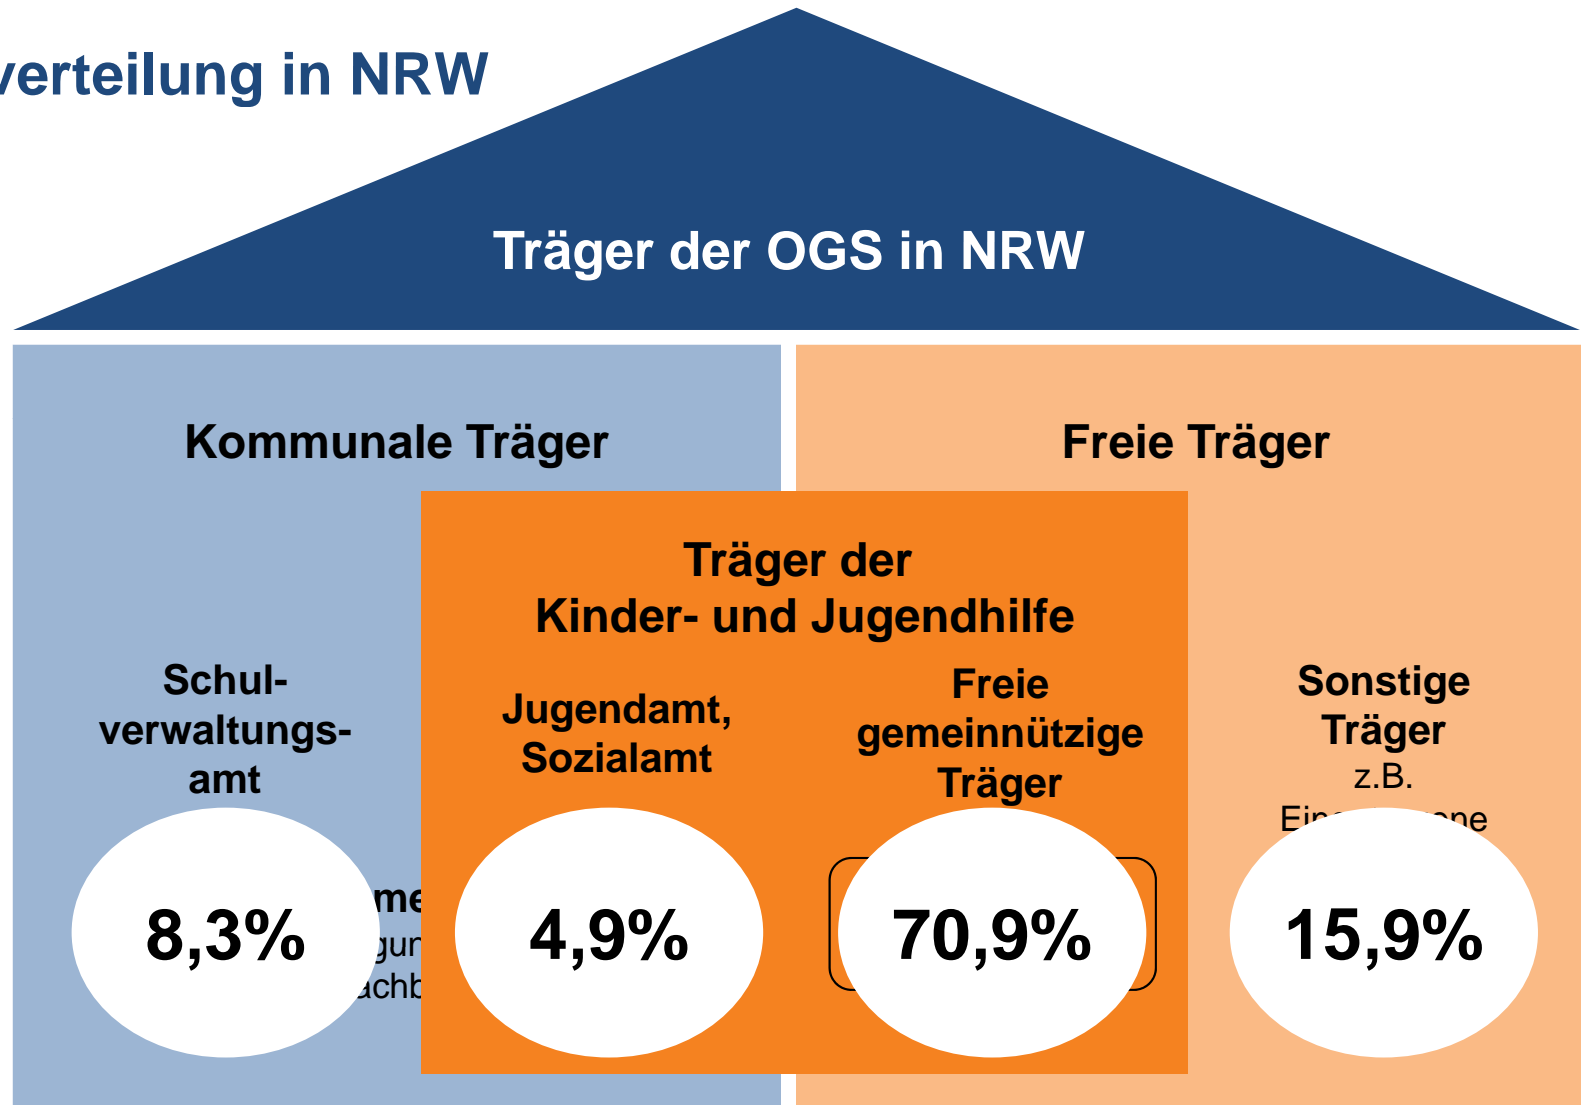 verteilung in NRW
Träger der OGS in NRW
Kommunale Träger
Freie Träger
Träger der
Kinder- und Jugendhilfe
Schul-
verwaltungs-
amt
Jugendamt,
Sozialamt
Freie
gemeinnützige
Träger
Sonstige
Träger
z.B.
8,3%
4,9%
70,9%
15,9%